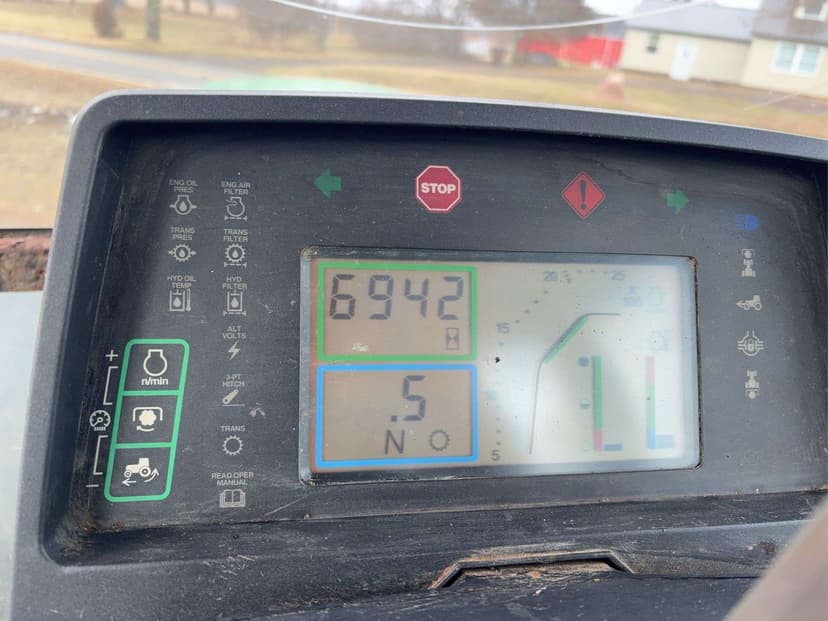 ENG OIL
PRES
ENG AIR
FILTER
STOP
!
TRANS
PRES
TRANS
FILTER
HYD OIL
TEMP
HYD
FILTER
6942
20
25
15
ALT
VOLTS
+
n/min
3-PT
HITCH
.5
N
5
TRANS
–
READ OPER
MANUAL